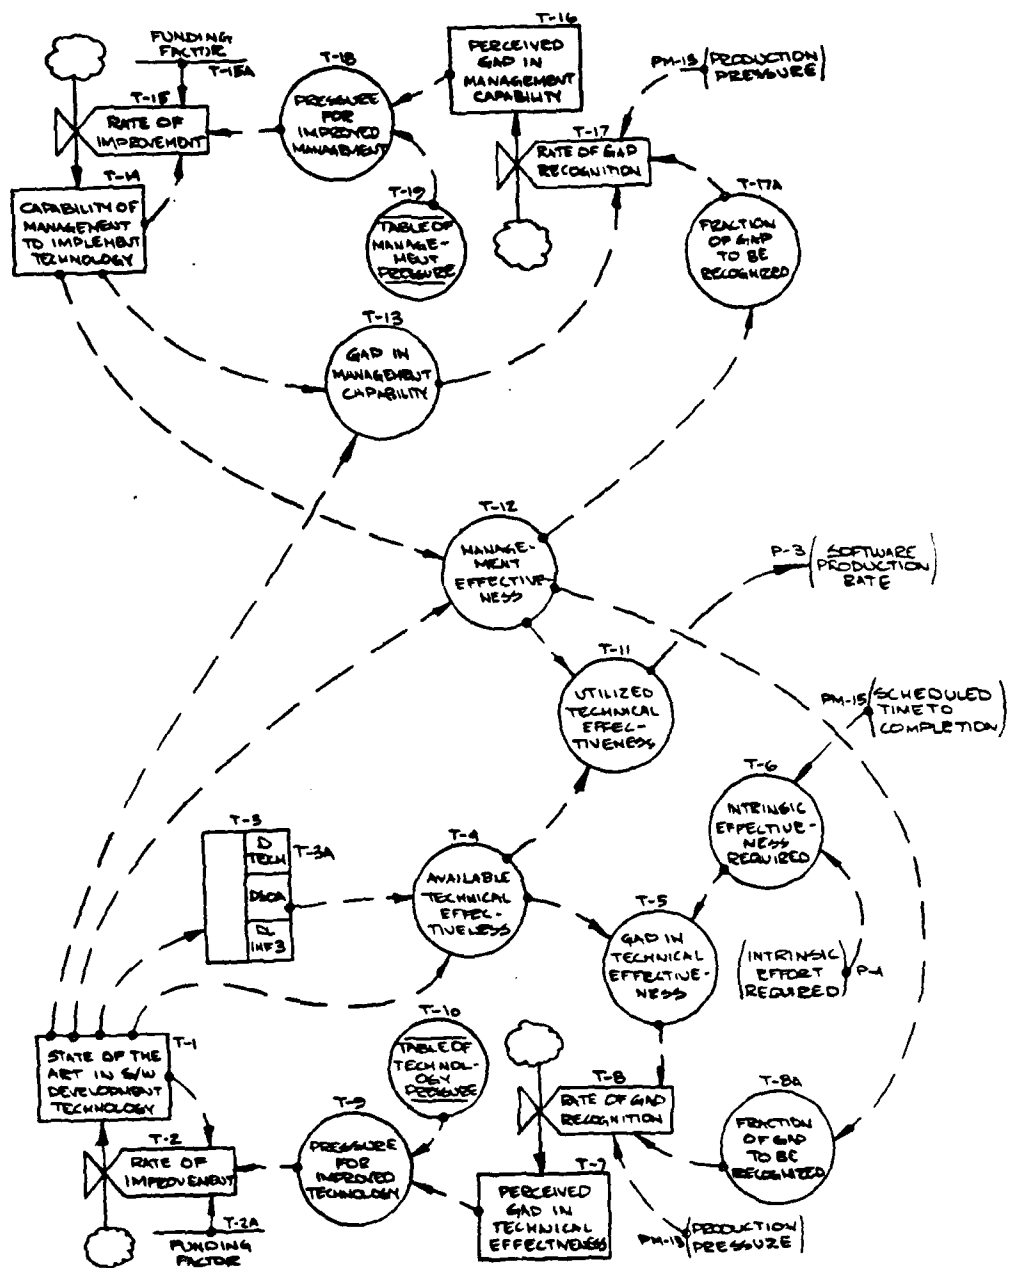 FUNDING
FACTOR
T-15A
T-15
RATE OF
IMPROVEMENT
T-14
CAPABILITY OF
MANAGEMENT
TO IMPLEMENT
TECHNOLOGY
T-18
PRESSURE
FOR
IMPROVED
MANAGMENT
T-16
PERCEIVED
GAP IN
MANAGEMENT
CAPABILITY
T-19
TABLE OF
MANAGE-
MENT
PRESSURE
T-17
RATE OF GAP
RECOGNITION
PM-13
(PRODUCTION
PRESSURE)
T-17A
FRACTION
OF GAP
TO BE
RECOGNIZED
T-13
GAP IN
MANAGEMENT
CAPABILITY
T-12
MANAGE-
MENT
EFFECTIVE
NESS
P-3
(SOFTWARE
PRODUCTION
RATE)
T-11
UTILIZED
TECHNICAL
EFFEC-
TIVENESS
PM-15
(SCHEDULED
TIME TO
COMPLETION)
T-6
INTRINSIC
EFFECTIVE-
NESS
REQUIRED
T-3
D
TECH
T-3A
DSOA
DL
INF3
T-4
AVAILABLE
TECHNICAL
EFFEC-
TIVENESS
T-5
GAP IN
TECHNICAL
EFFECTIVE-
NESS
(INTRINSIC
EFFORT
REQUIRED)
P-1
T-1
STATE OF THE
ART IN S/W
DEVELOPMENT
TECHNOLOGY
T-2
RATE OF
IMPROVEMENT
T-2A
FUNDING
FACTOR
T-10
TABLE OF
TECHNOL-
OGY
PRESSURE
T-9
PRESSURE
FOR
IMPROVED
TECHNOLOGY
T-8
RATE OF GAP
RECOGNITION
T-7
PERCEIVED
GAP IN
TECHNICAL
EFFECTIVENESS
T-8A
FRACTION
OF GAP
TO BE
RECOGNIZED
PM-13
(PRODUCTION
PRESSUZE)